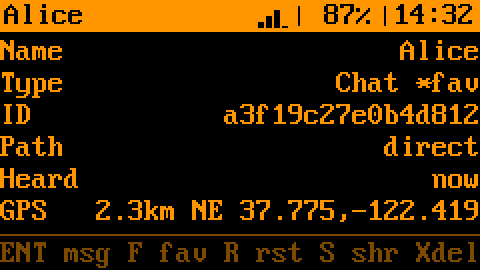 Alice 87% | 14:32
Name Alice
Type Chat *fav
ID a3f19c27e0b4d812
Path direct
Heard now
GPS 2.3km NE 37.775,-122.419
ENT msg F fav R rst S shr Xdel